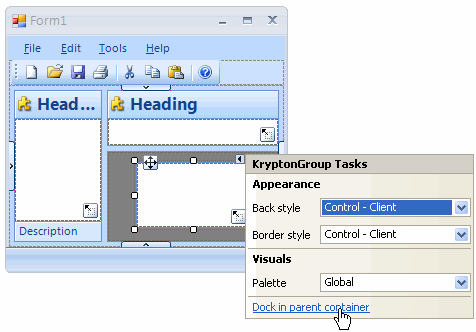 Form1
File Edit Tools Help
Head... Heading
Description
KryptonGroup Tasks
Appearance
Back style Control - Client
Border style Control - Client
Visuals
Palette Global
Dock in parent container